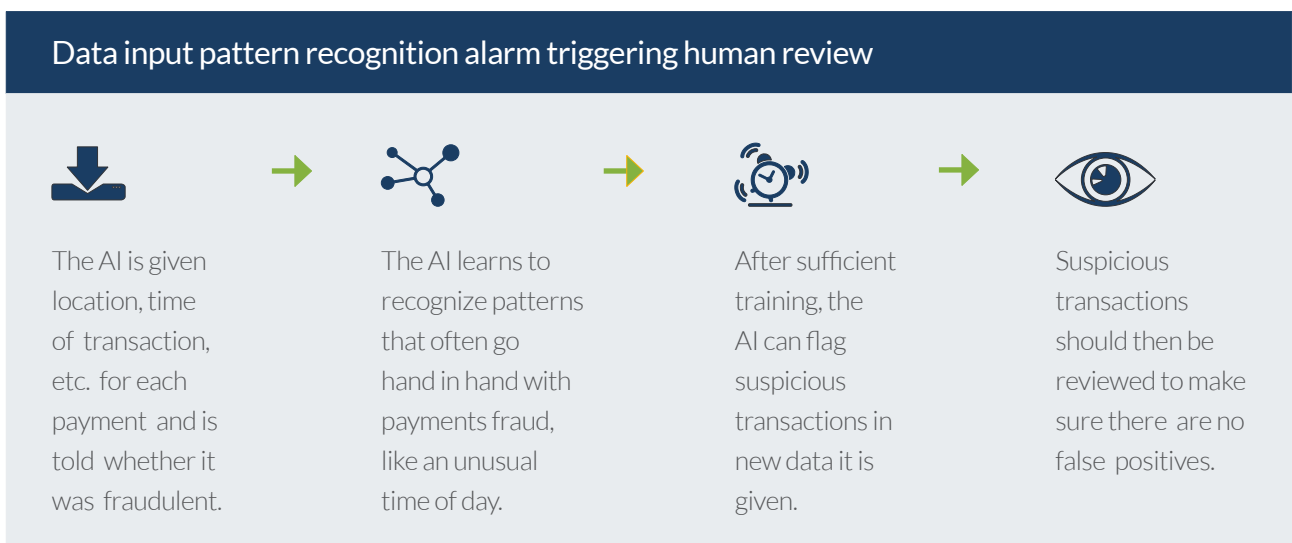 Data input pattern recognition alarm triggering human review
The AI is given
location, time
of transaction,
etc. for each
payment and is
told whether it
was fraudulent.
The AI learns to
recognize patterns
that often go
hand in hand with
payments fraud,
like an unusual
time of day.
After sufficient
training, the
AI can flag
suspicious
transactions in
new data it is
given.
Suspicious
transactions
should then be
reviewed to make
sure there are no
false positives.